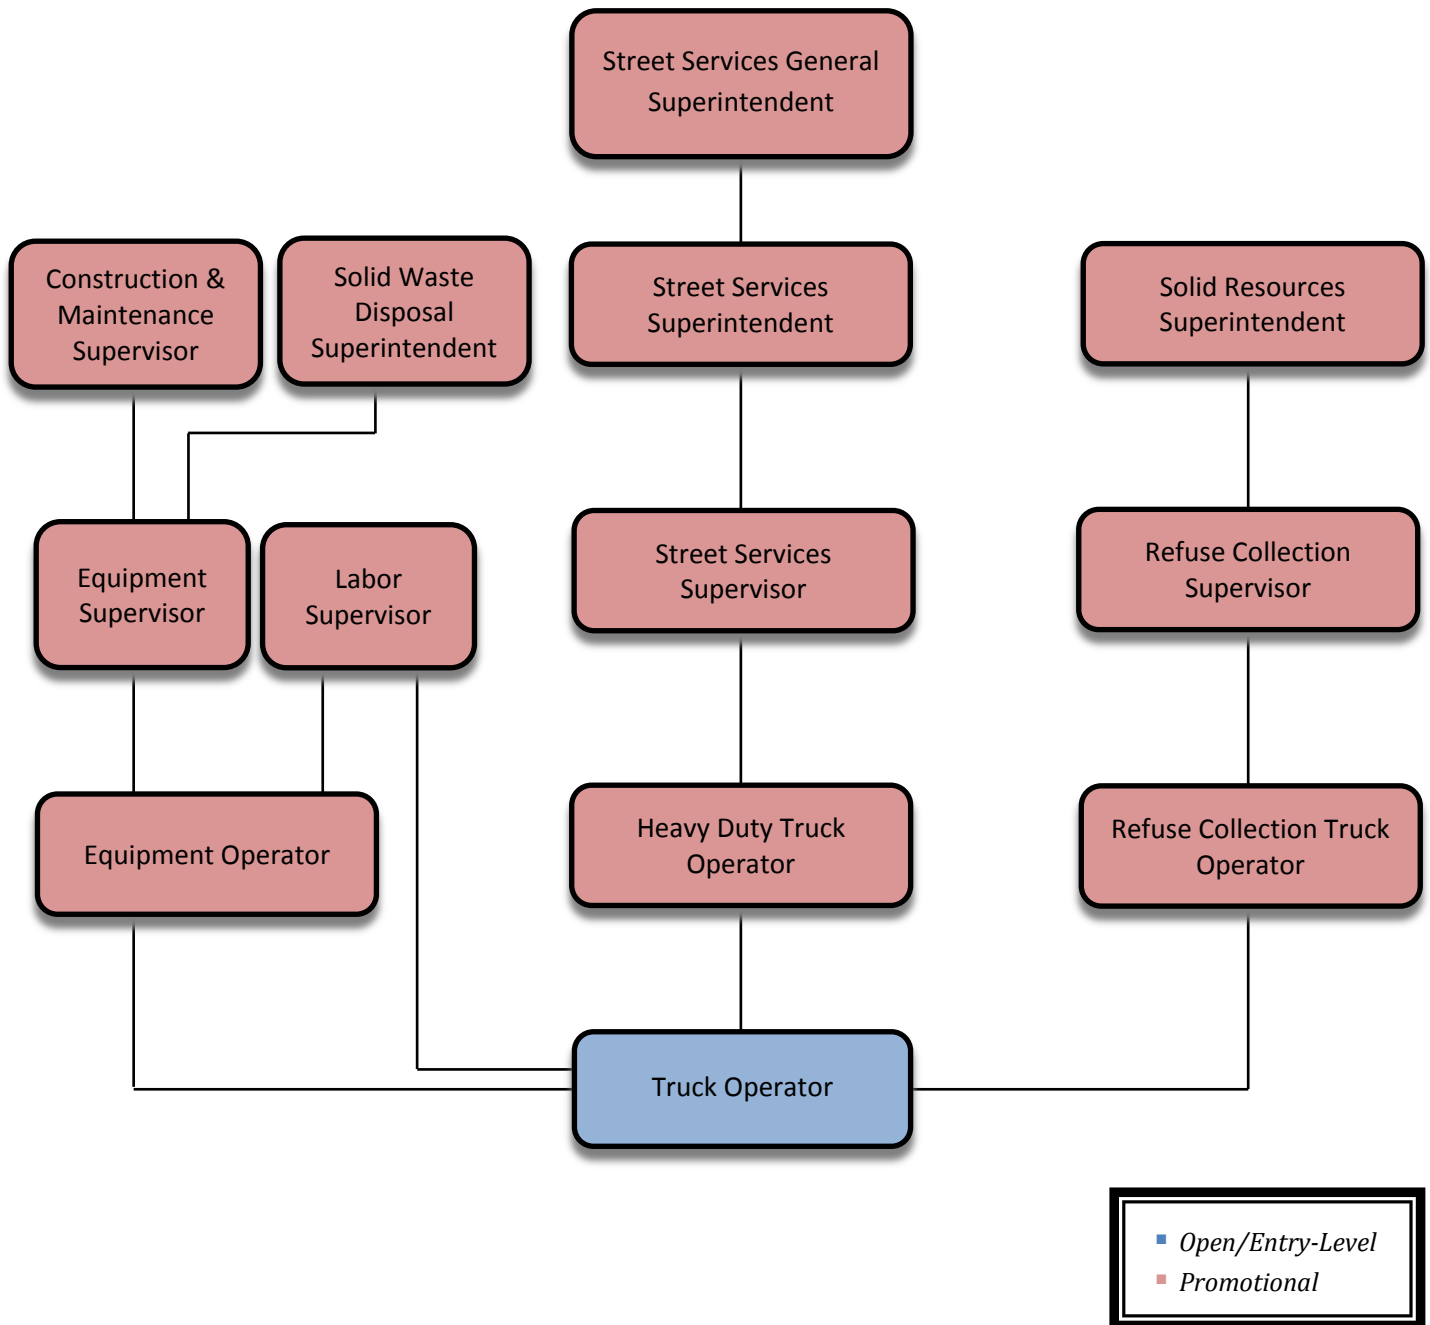 Street Services General
Superintendent
Construction &
Maintenance
Supervisor
Solid Waste
Disposal
Superintendent
Street Services
Superintendent
Solid Resources
Superintendent
Equipment
Supervisor
Labor
Supervisor
Street Services
Supervisor
Refuse Collection
Supervisor
Equipment Operator
Heavy Duty Truck
Operator
Refuse Collection Truck
Operator
Truck Operator
Open/Entry-Level
Promotional